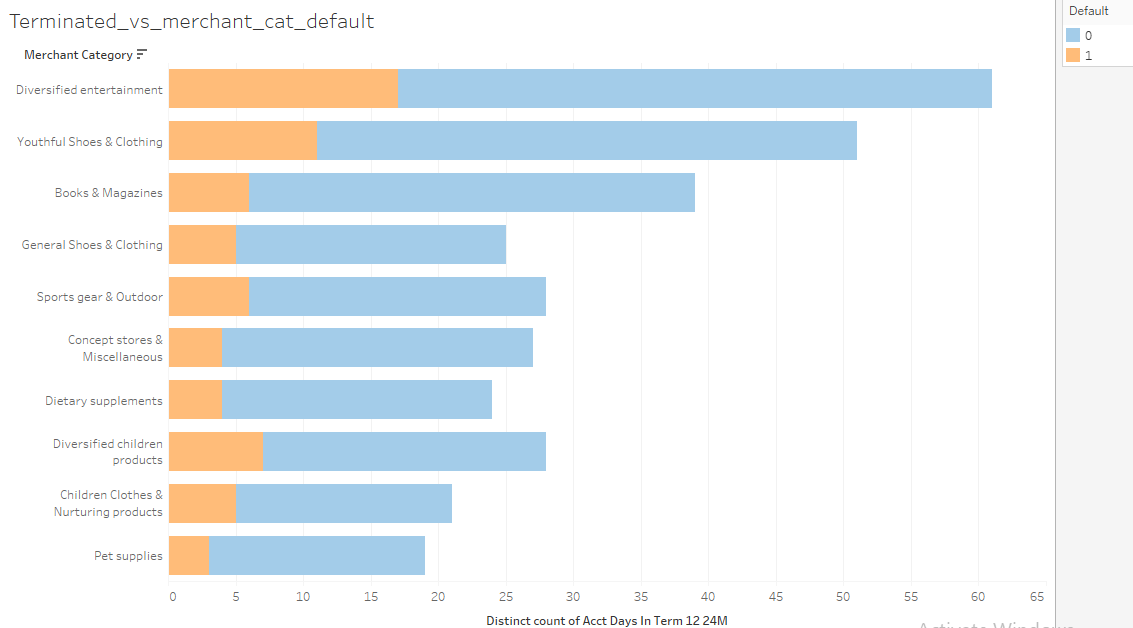 Terminated_vs_merchant_cat_default
Merchant Category
Diversified entertainment
Youthful Shoes & Clothing
Books & Magazines
General Shoes & Clothing
Sports gear & Outdoor
Concept stores &
Miscellaneous
Dietary supplements
Diversified children
products
Children Clothes &
Nurturing products
Pet supplies
0 5 10 15 20 25 30 35 40 45 50 55 60 65
Distinct count of Acct Days In Term 12 24M
Default
0
1
Activate Windows